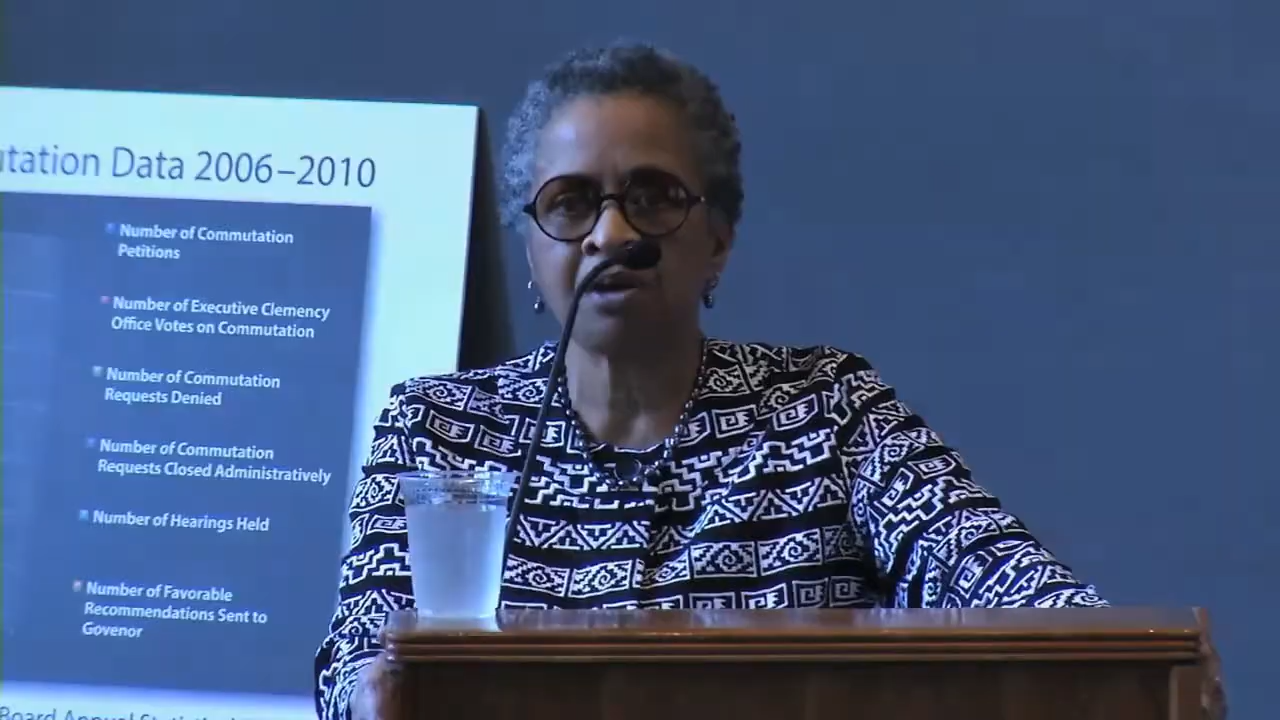 tation Data 2006–2010
Number of Commutation
Petitions
Number of Executive Clemency
Office Votes on Commutation
Number of Commutation
Requests Denied
Number of Commutation
Requests Closed Administratively
Number of Hearings Held
Number of Favorable
Recommendations Sent to
Govenor
Board Annual